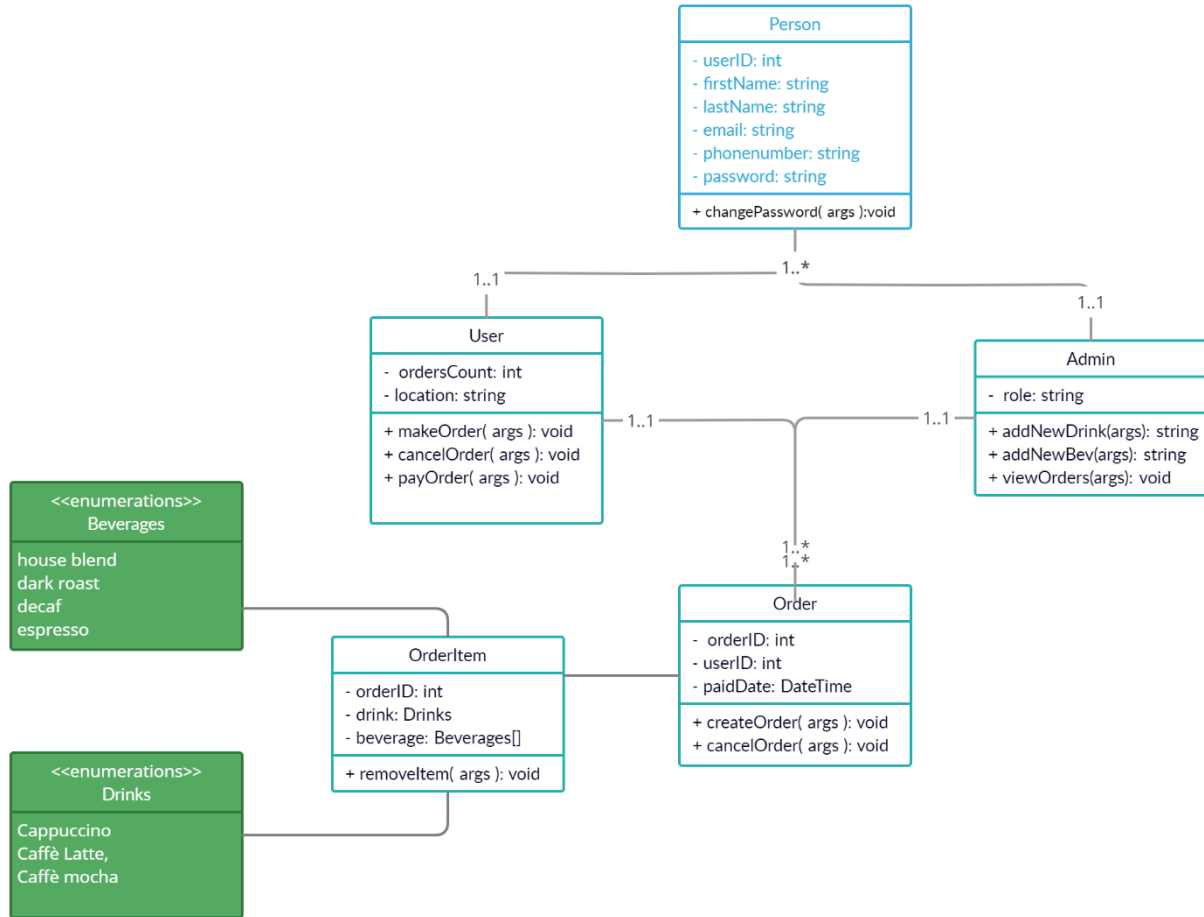 Person
- userID: int
- firstName: string
- lastName: string
- email: string
- phonenumber: string
- password: string
+ changePassword( args ):void
1..*
1..1
1..1
User
- ordersCount: int
- location: string
+ makeOrder( args ): void
+ cancelOrder( args ): void
+ payOrder( args ): void
Admin
- role: string
+ addNewDrink(args): string
+ addNewBev(args): string
+ viewOrders(args): void
1..1
1..1
1..*
1..*
<<enumerations>>
Beverages
house blend
dark roast
decaf
espresso
Order
- orderID: int
- userID: int
- paidDate: DateTime
+ createOrder( args ): void
+ cancelOrder( args ): void
OrderItem
- orderID: int
- drink: Drinks
- beverage: Beverages[]
+ removeItem( args ): void
<<enumerations>>
Drinks
Cappuccino
Caffè Latte,
Caffè mocha